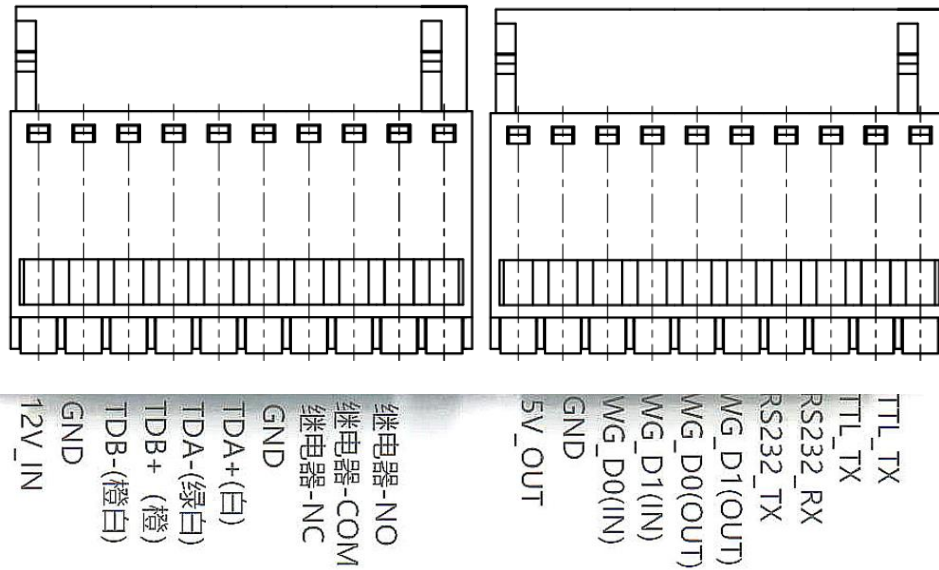 12V_IN
GND
TDB-(橙白)
TDB+ (橙)
TDA-(绿白)
TDA+(白)
GND
继电器-NC
继电器-COM
继电器-NO
5V_OUT
GND
WG_D0(IN)
WG_D1(IN)
WG_D0(OUT)
WG_D1(OUT)
RS232_TX
RS232_RX
TTL_TX
TTL_TX